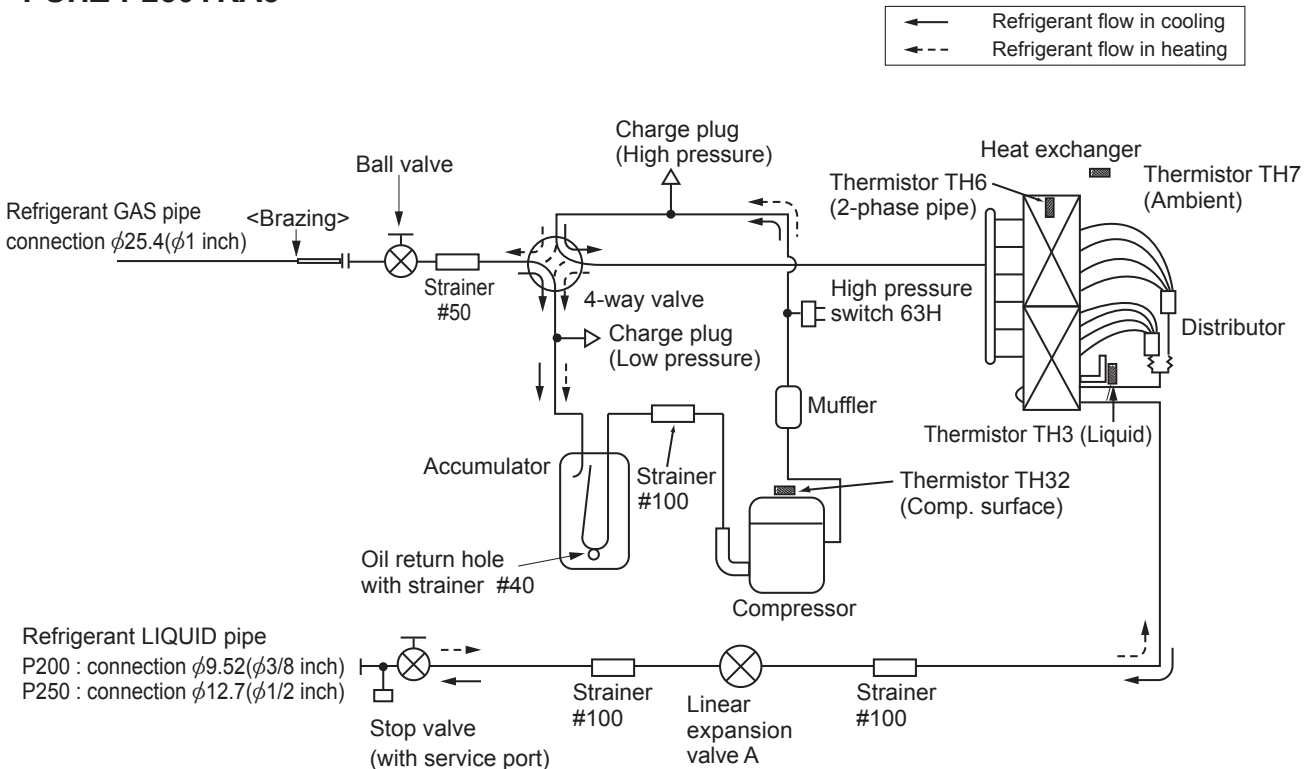 Refrigerant flow in cooling
Refrigerant flow in heating
Charge plug
(High pressure)
Heat exchanger
Ball valve
Thermistor TH6
(2-phase pipe)
Thermistor TH7
(Ambient)
Refrigerant GAS pipe
connection ϕ25.4(ϕ1 inch)
<Brazing>
Strainer
#50
4-way valve
High pressure
switch 63H
Charge plug
(Low pressure)
Distributor
Muffler
Thermistor TH3 (Liquid)
Accumulator
Strainer
#100
Thermistor TH32
(Comp. surface)
Oil return hole
with strainer #40
Compressor
Refrigerant LIQUID pipe
P200 : connection ϕ9.52(ϕ3/8 inch)
P250 : connection ϕ12.7(ϕ1/2 inch)
Stop valve
(with service port)
Strainer
#100
Linear
expansion
valve A
Strainer
#100